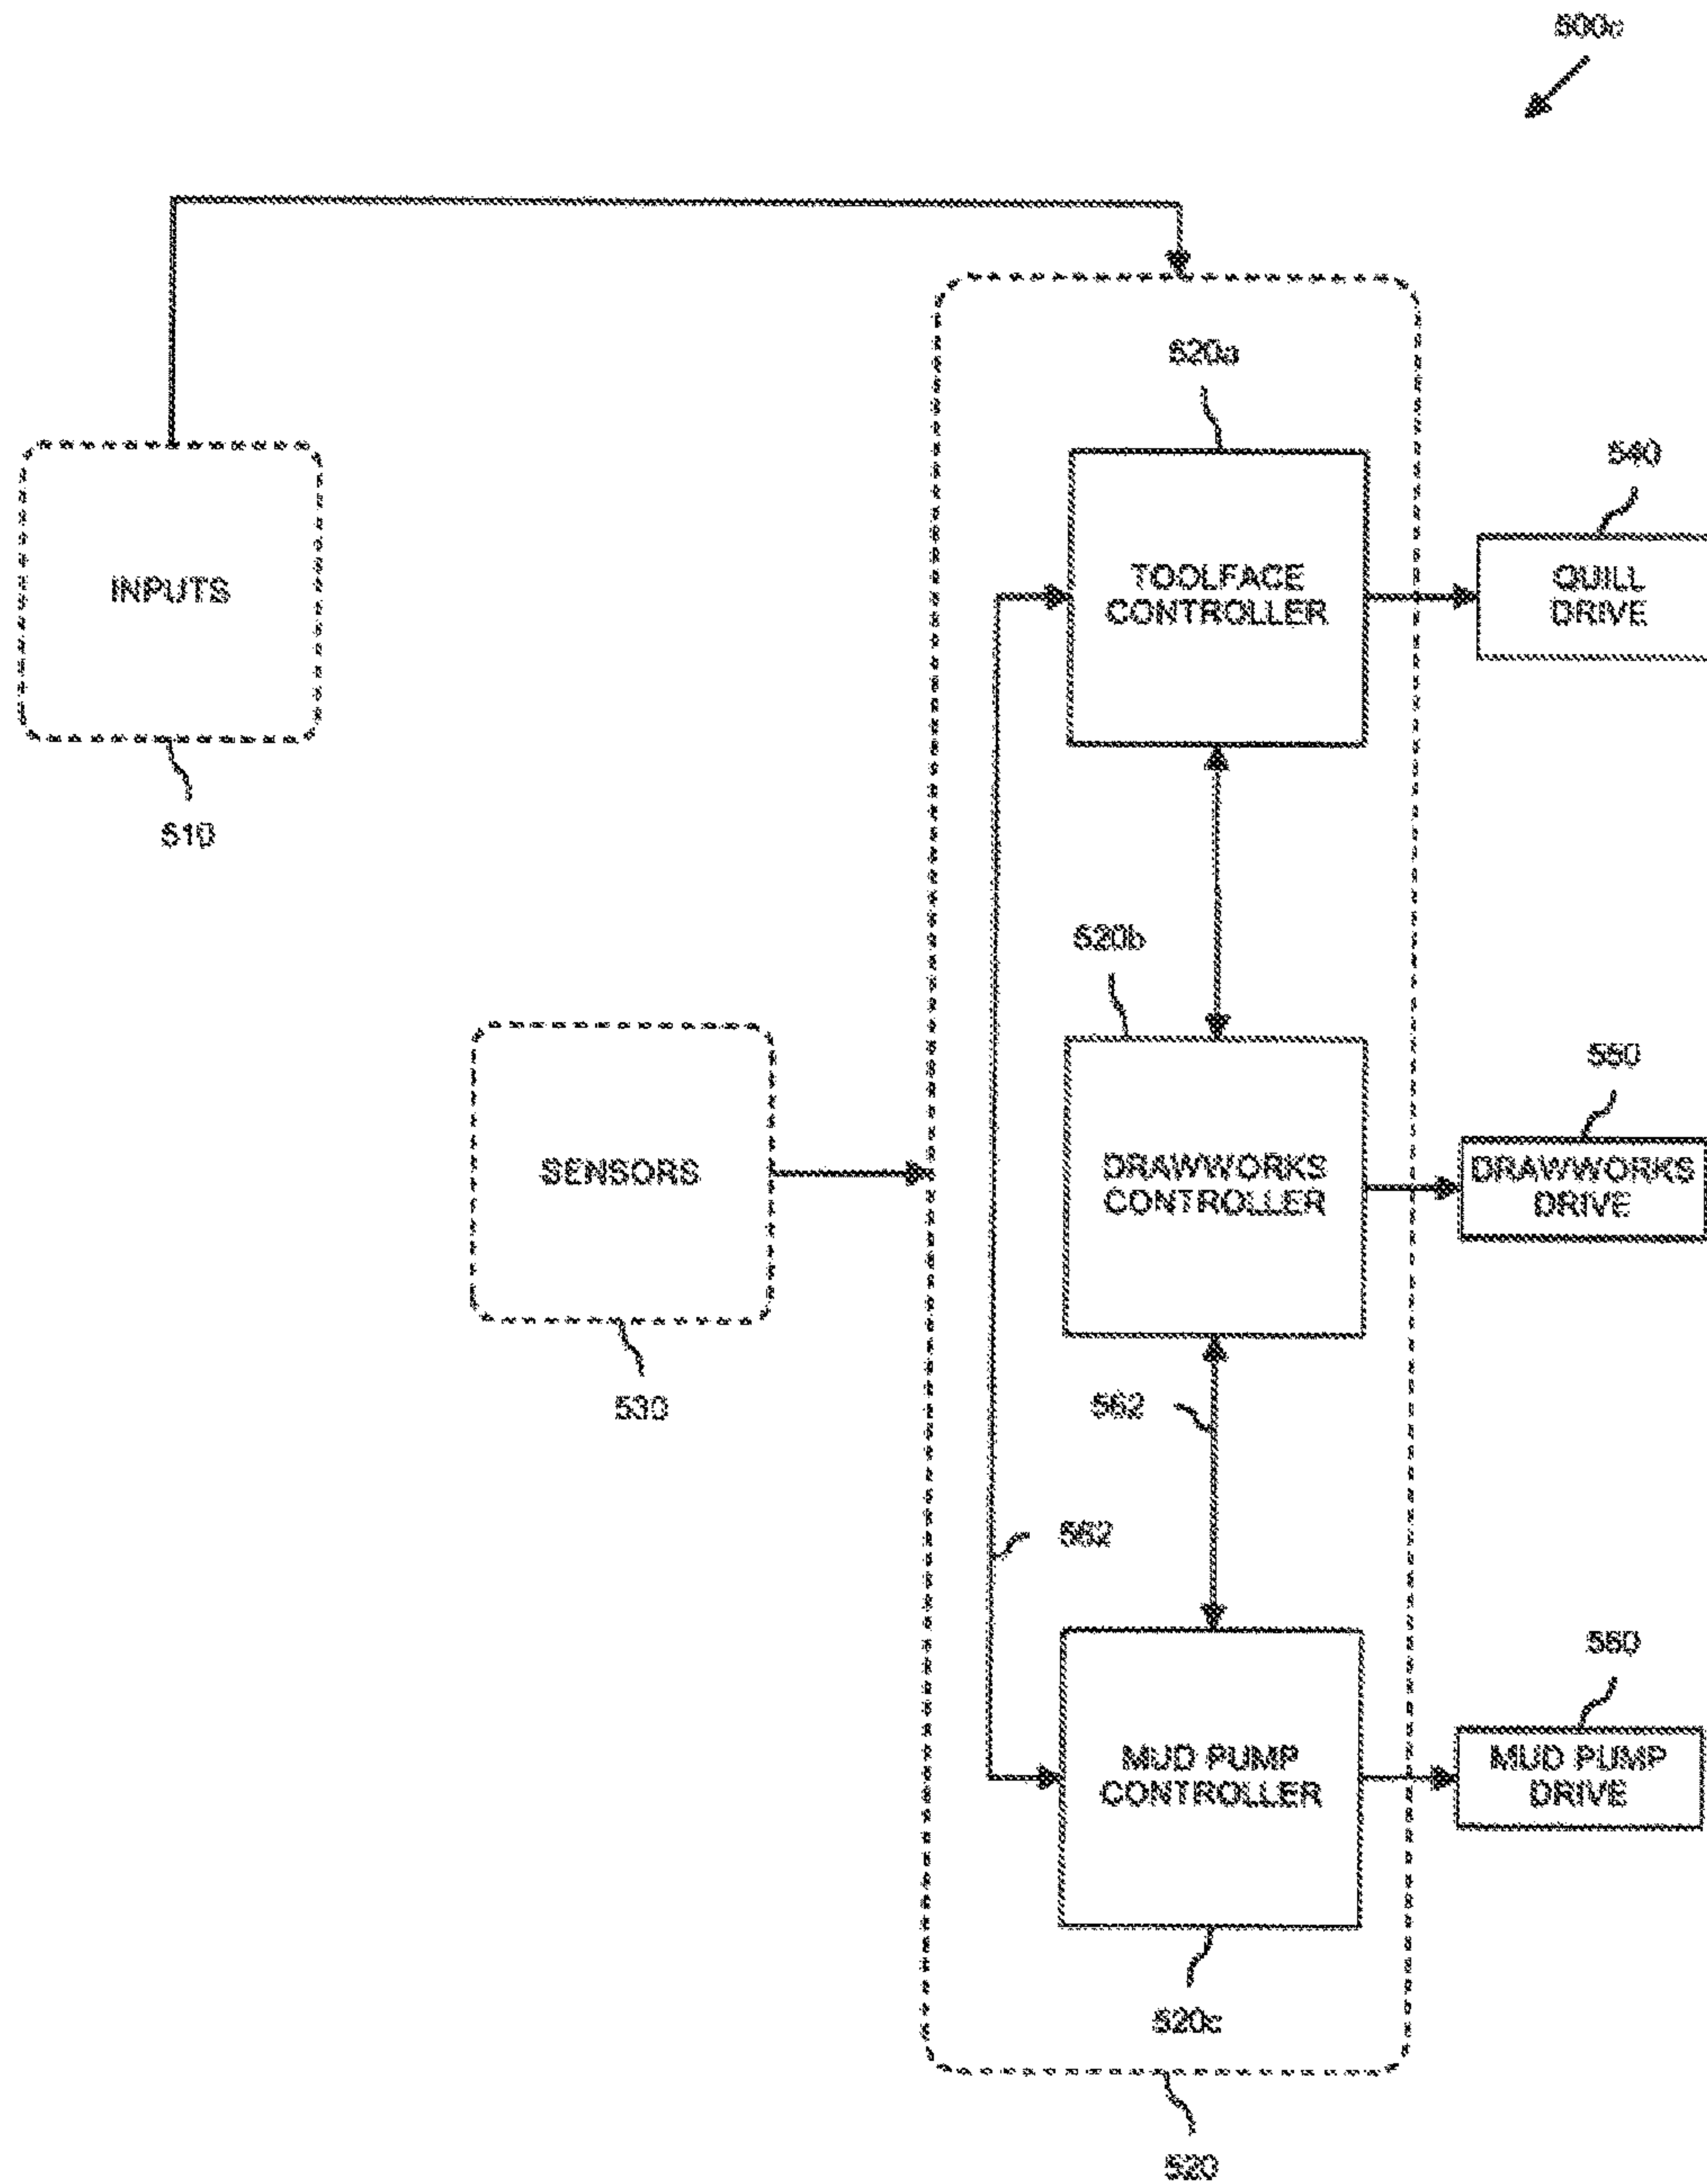 500c
520a
540
INPUTS
TOOLFACE
CONTROLLER
QUILL
DRIVE
510
520b
550
SENSORS
DRAWWORKS
CONTROLLER
DRAWWORKS
DRIVE
530
562
562
560
MUD PUMP
CONTROLLER
MUD PUMP
DRIVE
520c
520